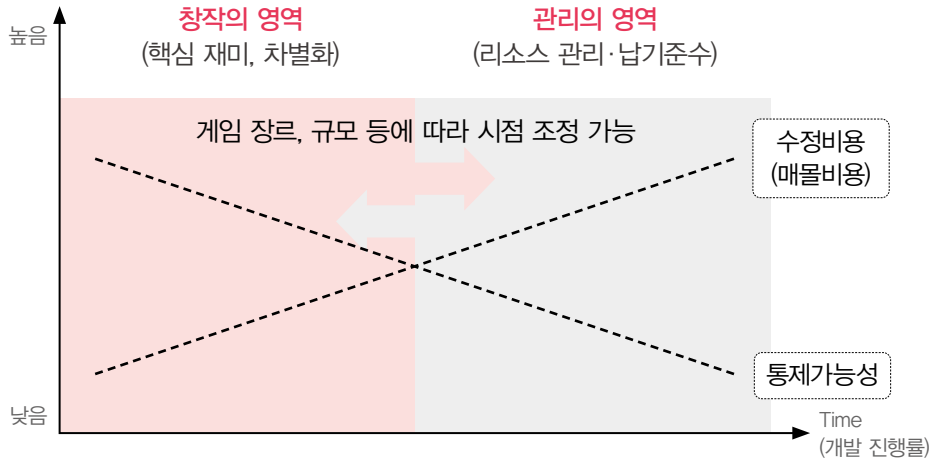 높음
창작의 영역
(핵심 재미, 차별화)
관리의 영역
(리소스 관리·납기준수)
게임 장르, 규모 등에 따라 시점 조정 가능
수정비용
(매몰비용)
통제가능성
낮음
Time
(개발 진행률)